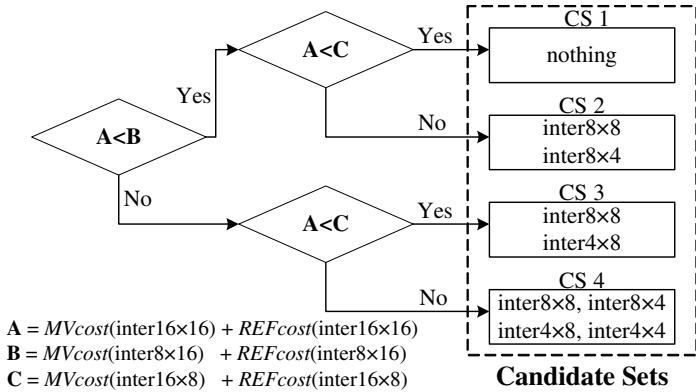 CS 1
Yes
A<C
nothing
Yes
CS 2
No
inter8×8
A<B
inter8×4
No
CS 3
Yes
inter8×8
A<C
inter4×8
CS 4
No
inter8×8, inter8×4
inter4×8, inter4×4
A = MVcost(inter16×16) + REFcost(inter16×16)
B = MVcost(inter8×16) + REFcost(inter8×16)
C = MVcost(inter16×8) + REFcost(inter16×8)
Candidate Sets